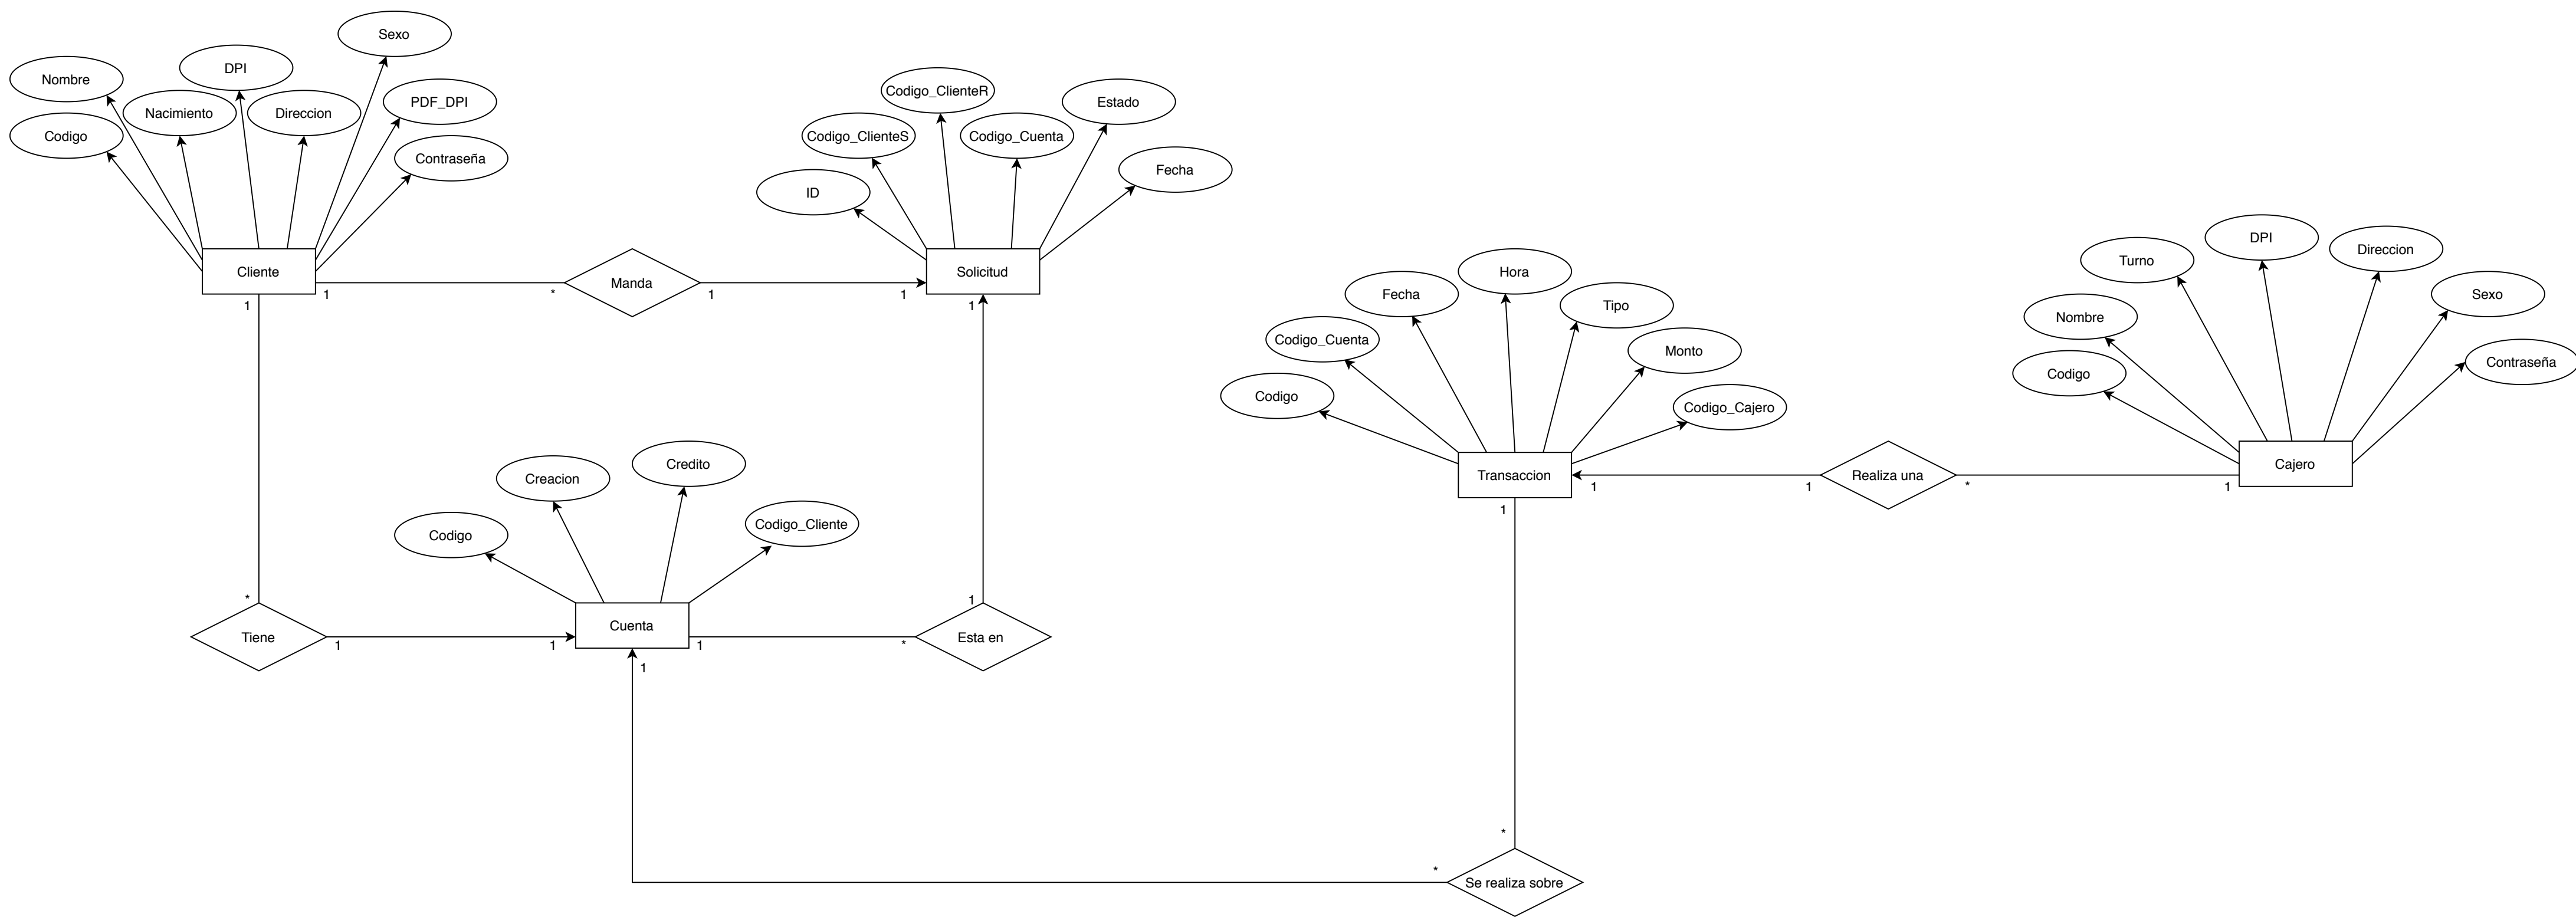 Sexo
DPI
Nombre
PDF_DPI
Nacimiento
Direccion
Codigo
Contraseña
Cliente
1
*
Manda
1
1
1
Codigo_ClienteR
Estado
Codigo_ClienteS
Codigo_Cuenta
Fecha
ID
Solicitud
1
*
Tiene
1
1
Credito
Creacion
Codigo_Cliente
Codigo
Cuenta
1
*
1
Esta en
1
Hora
Fecha
Tipo
Codigo_Cuenta
Monto
Codigo
Codigo_Cajero
Transaccion
1
1
1
Realiza una
*
1
DPI
Direccion
Turno
Sexo
Nombre
Contraseña
Codigo
Cajero
*
*
Se realiza sobre